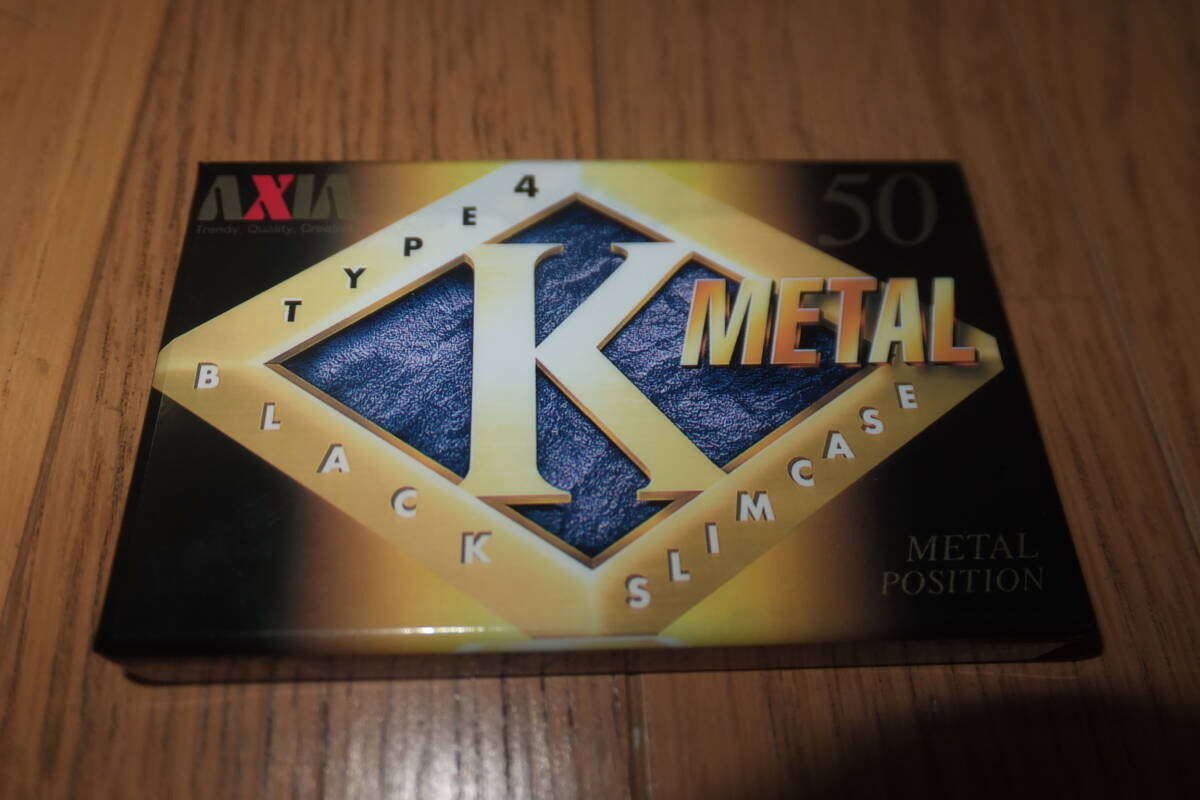 AXIA
Trendy, Quality, Creative
50
TYPE 4
K
METAL
BLACK
SLIMCASE
METAL
POSITION